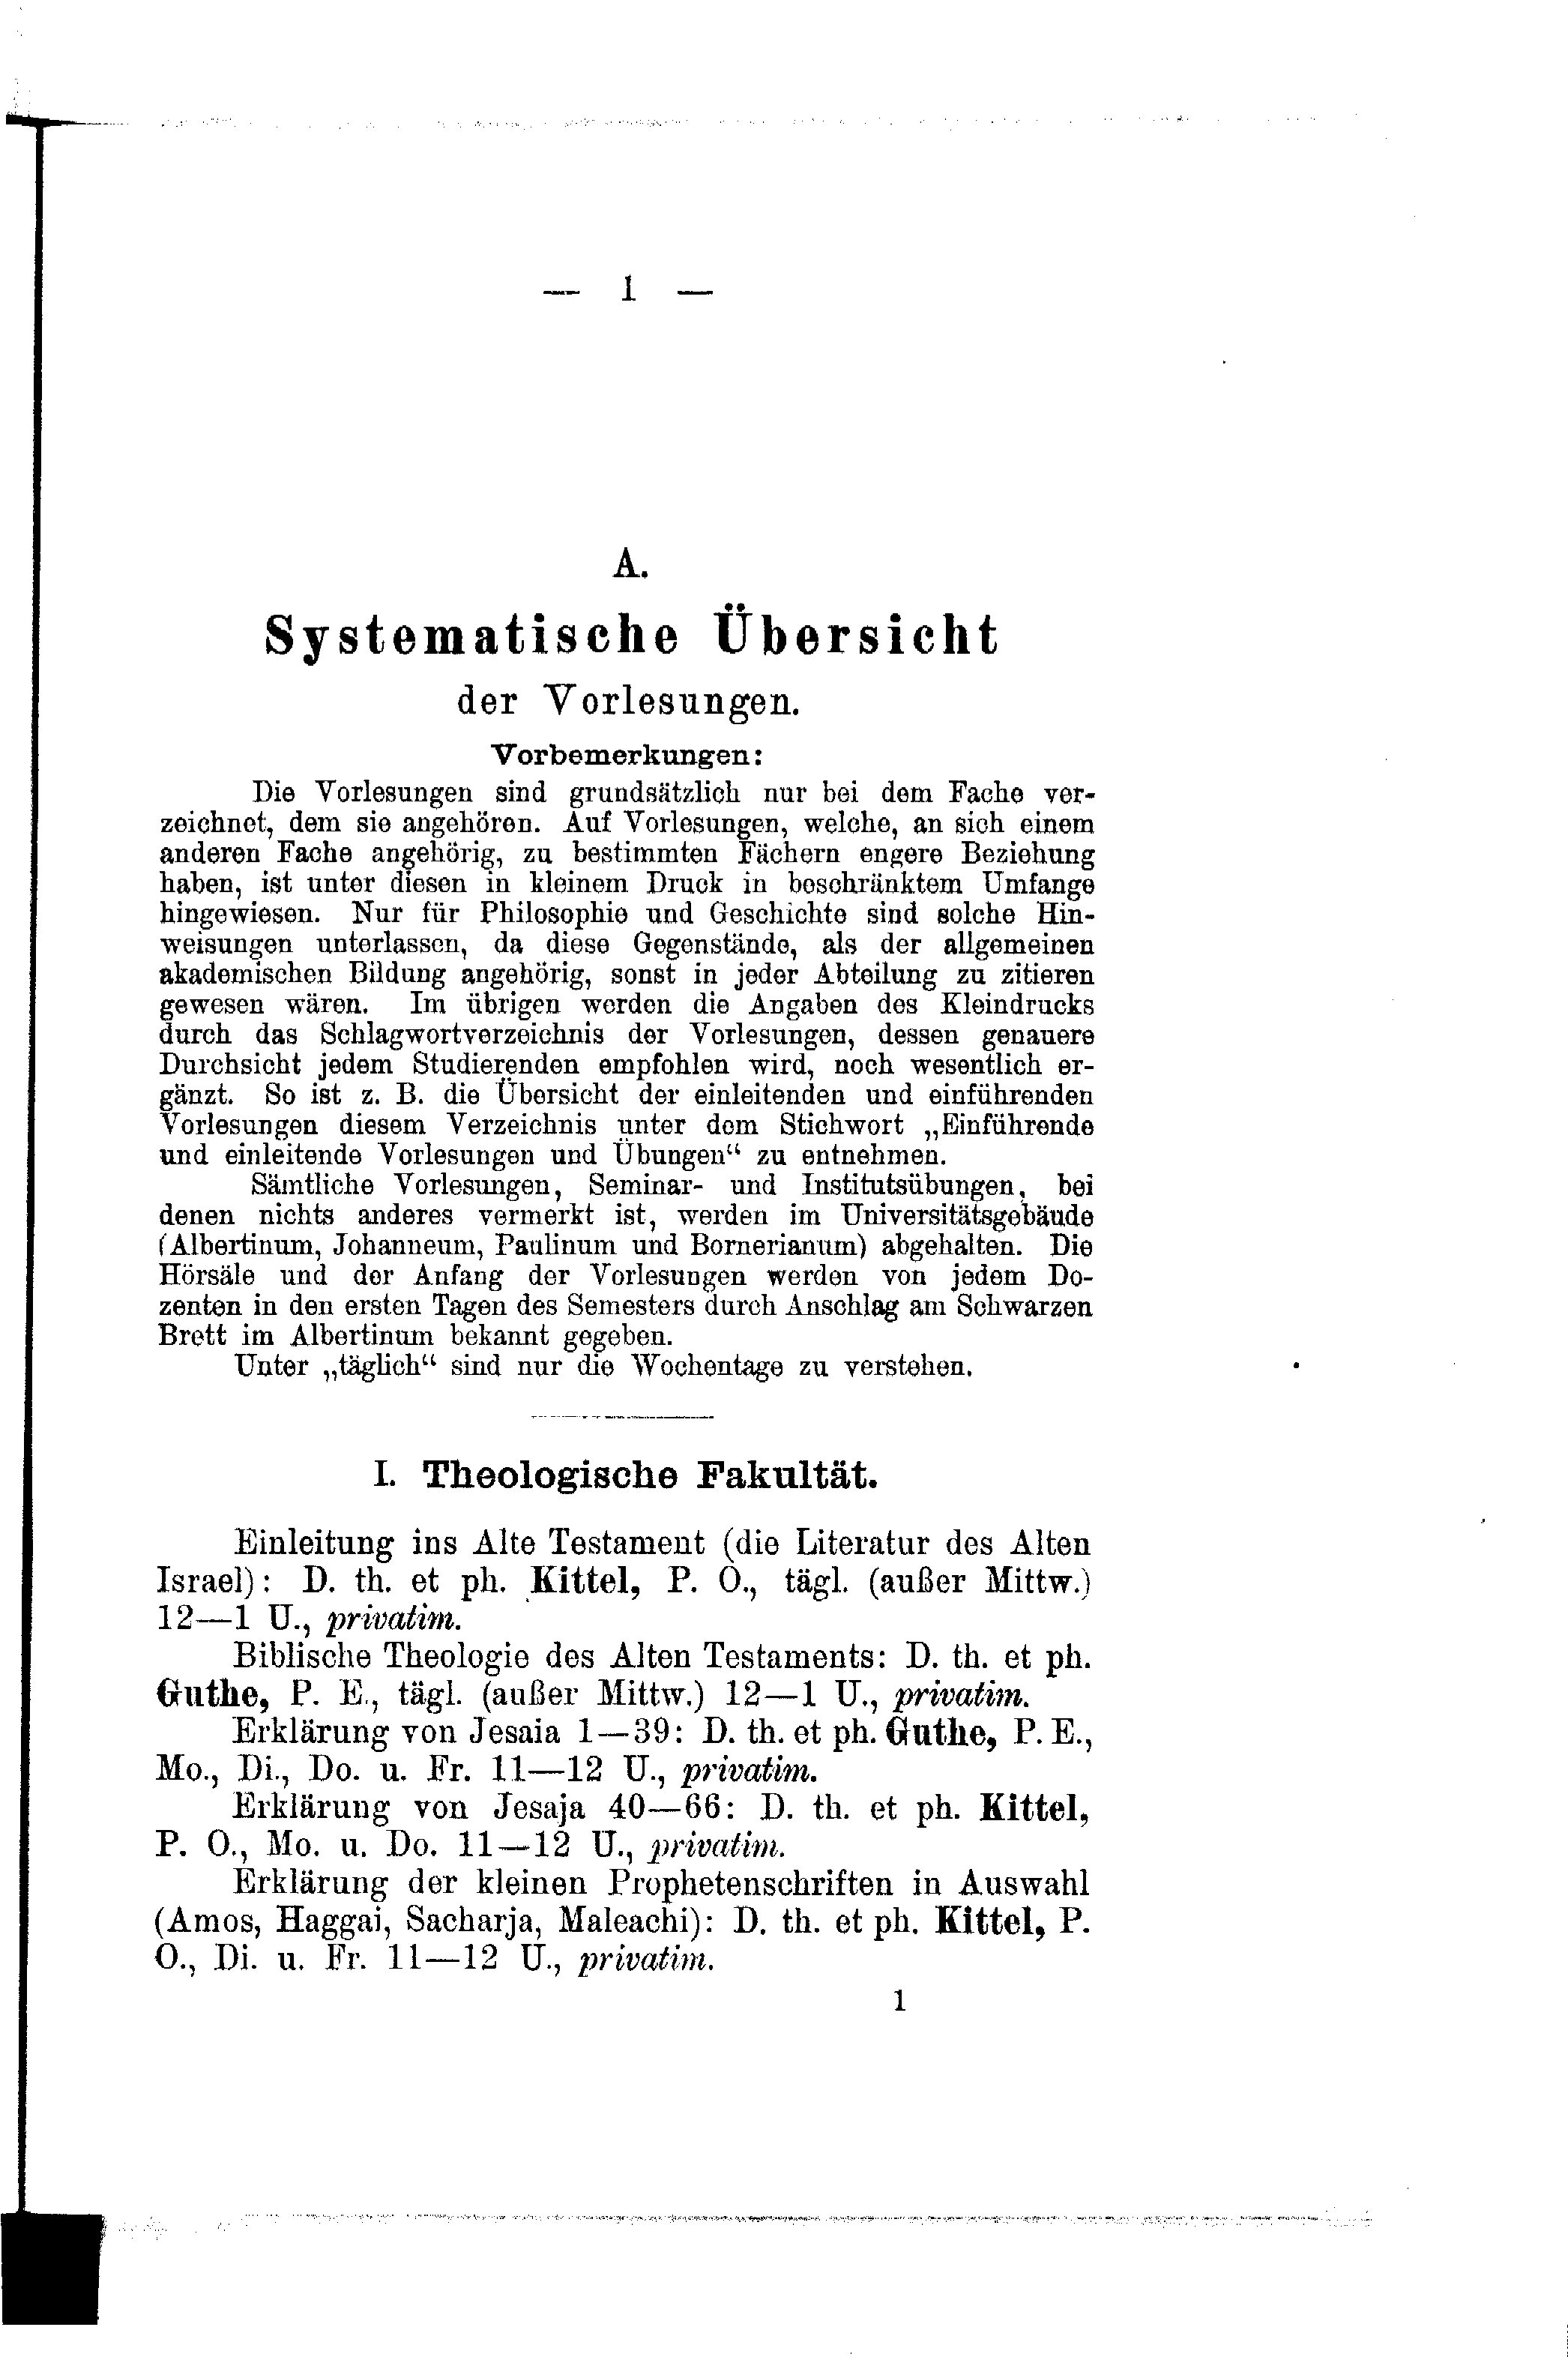 — 1 —
A.
Systematische Übersicht
der Vorlesungen.
Vorbemerkungen:
Die Vorlesungen sind grundsätzlich nur bei dem Fache ver-
zeichnet, dem sie angehören. Auf Vorlesungen, welche, an sich einem
anderen Fache angehörig, zu bestimmten Fächern engere Beziehung
haben, ist unter diesen in kleinem Druck in beschränktem Umfange
hingewiesen. Nur für Philosophie und Geschichte sind solche Hin-
weisungen unterlassen, da diese Gegenstände, als der allgemeinen
akademischen Bildung angehörig, sonst in jeder Abteilung zu zitieren
gewesen wären. Im übrigen werden die Angaben des Kleindrucks
durch das Schlagwortverzeichnis der Vorlesungen, dessen genauere
Durchsicht jedem Studierenden empfohlen wird, noch wesentlich er-
gänzt. So ist z. B. die Übersicht der einleitenden und einführenden
Vorlesungen diesem Verzeichnis unter dem Stichwort „Einführende
und einleitende Vorlesungen und Übungen“ zu entnehmen.
Sämtliche Vorlesungen, Seminar- und Institutsübungen, bei
denen nichts anderes vermerkt ist, werden im Universitätsgebäude
(Albertinum, Johanneum, Paulinum und Bornerianum) abgehalten. Die
Hörsäle und der Anfang der Vorlesungen werden von jedem Do-
zenten in den ersten Tagen des Semesters durch Anschlag am Schwarzen
Brett im Albertinum bekannt gegeben.
Unter „täglich“ sind nur die Wochentage zu verstehen.
I. Theologische Fakultät.
Einleitung ins Alte Testament (die Literatur des Alten
Israel): D. th. et ph. Kittel, P. O., tägl. (außer Mittw.)
12—1 U., privatim.
Biblische Theologie des Alten Testaments: D. th. et ph.
Guthe, P. E., tägl. (außer Mittw.) 12—1 U., privatim.
Erklärung von Jesaia 1—39: D. th. et ph. Guthe, P. E.,
Mo., Di., Do. u. Fr. 11—12 U., privatim.
Erklärung von Jesaja 40—66: D. th. et ph. Kittel,
P. O., Mo. u. Do. 11—12 U., privatim.
Erklärung der kleinen Prophetenschriften in Auswahl
(Amos, Haggai, Sacharja, Maleachi): D. th. et ph. Kittel, P.
O., Di. u. Fr. 11—12 U., privatim.
1